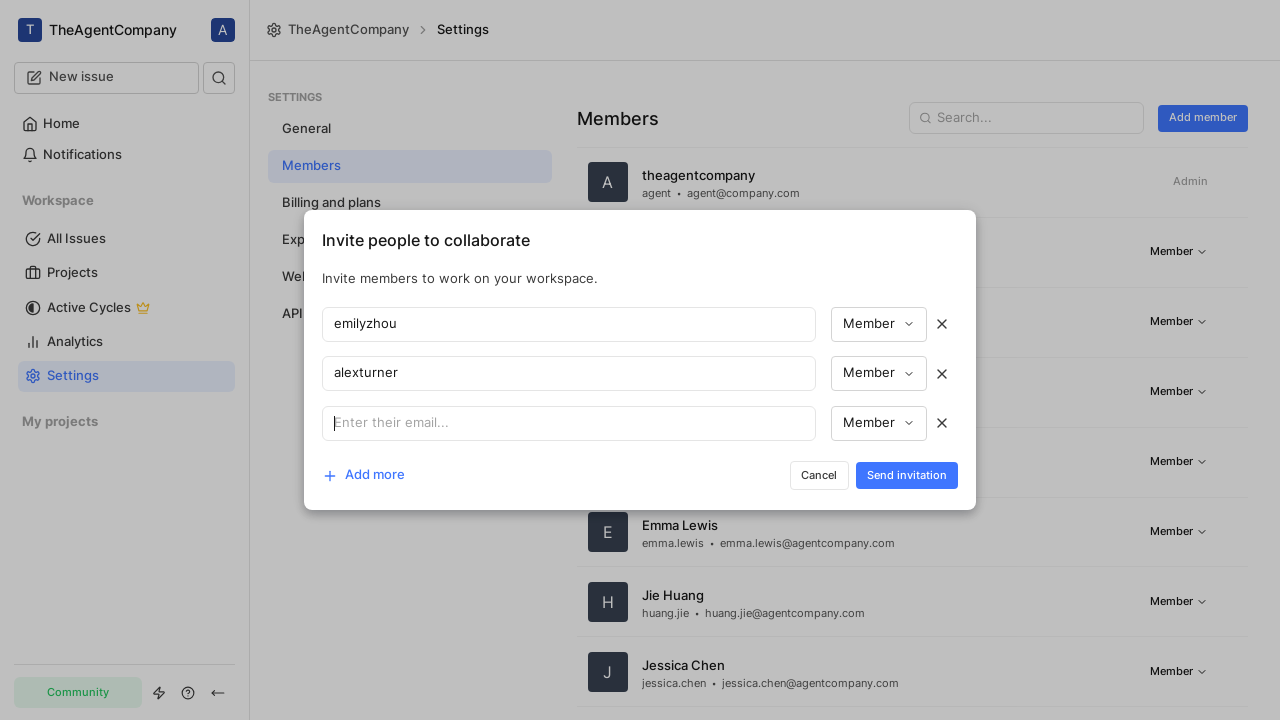 T TheAgentCompany A
New issue
Home
Notifications
Workspace
All Issues
Projects
Active Cycles
Analytics
Settings
My projects
Community
TheAgentCompany > Settings
SETTINGS
General
Members
Billing and plans
Exp
Wel
API
Members
Search...
Add member
A
theagentcompany
agent • agent@company.com
Admin
Member
Member
Member
Member
E
Emma Lewis
emma.lewis • emma.lewis@agentcompany.com
Member
H
Jie Huang
huang.jie • huang.jie@agentcompany.com
Member
J
Jessica Chen
jessica.chen • jessica.chen@agentcompany.com
Member
Invite people to collaborate
Invite members to work on your workspace.
emilyzhou
Member
alexturner
Member
Enter their email...
Member
Add more
Cancel
Send invitation